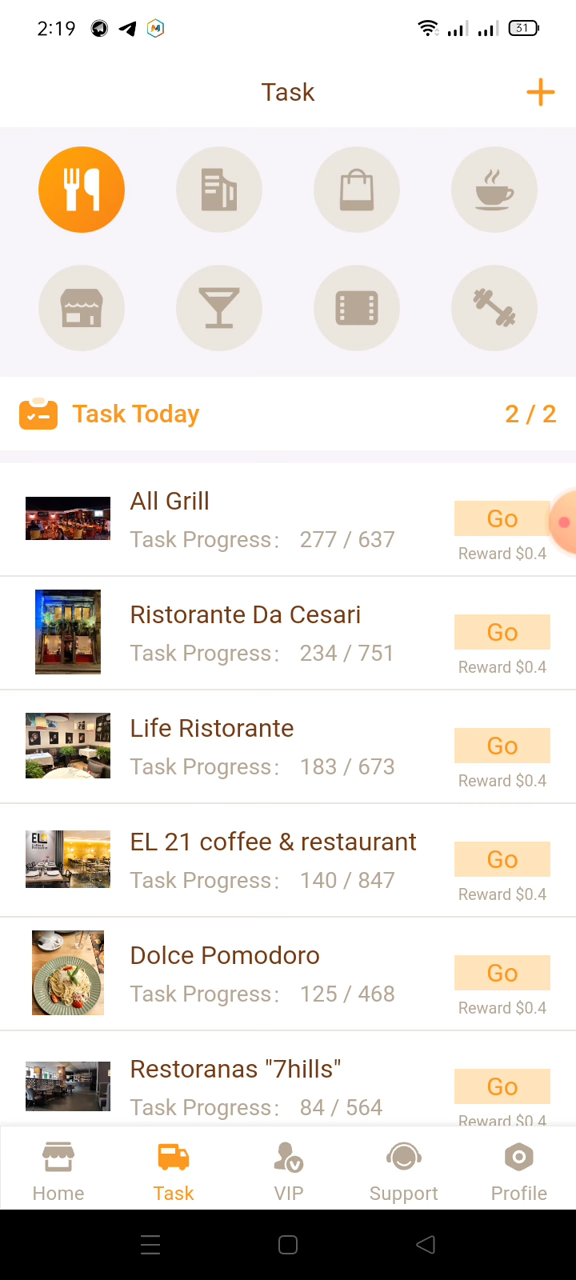 2:19
31
Task
Task Today 2 / 2
All Grill
Task Progress: 277 / 637
Go
Reward $0.4
Ristorante Da Cesari
Task Progress: 234 / 751
Go
Reward $0.4
Life Ristorante
Task Progress: 183 / 673
Go
Reward $0.4
EL 21 coffee & restaurant
Task Progress: 140 / 847
Go
Reward $0.4
Dolce Pomodoro
Task Progress: 125 / 468
Go
Reward $0.4
Restoranas "7hills"
Task Progress: 84 / 564
Go
Reward $0.4
Home Task VIP Support Profile